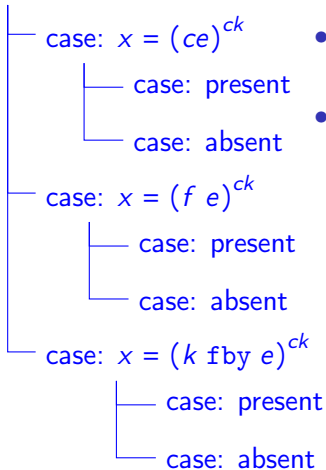 case: x = (ce)^ck
case: present
case: absent
case: x = (f e)^ck
case: present
case: absent
case: x = (k fby e)^ck
case: present
case: absent